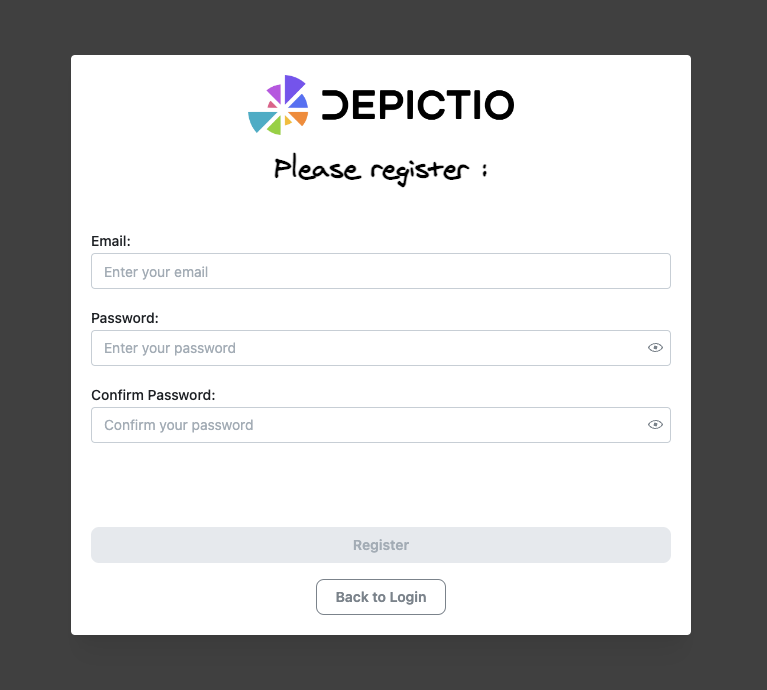 DEPICTIO
Please register :
Email:
Enter your email
Password:
Enter your password
Confirm Password:
Confirm your password
Register
Back to Login